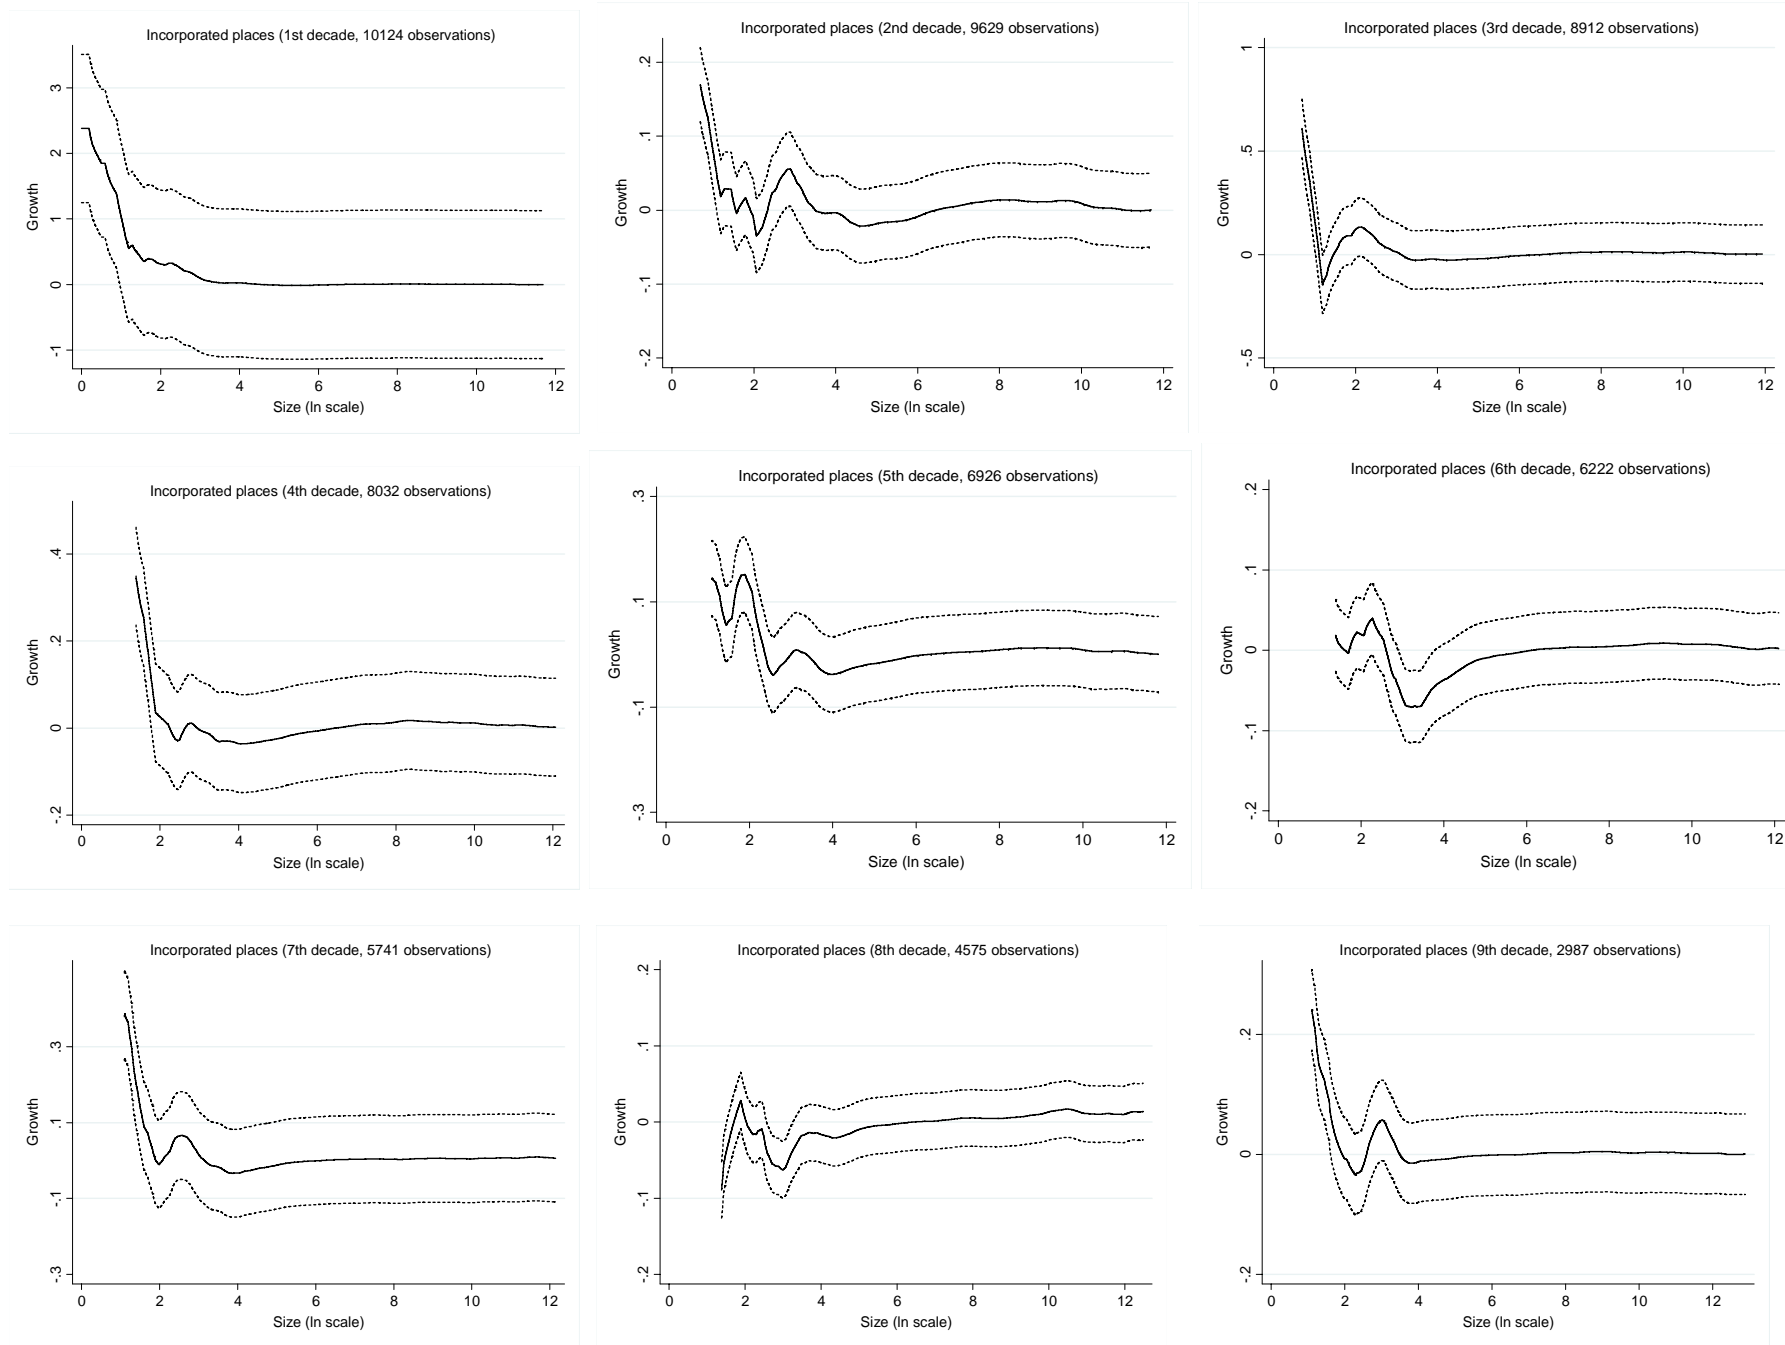 Incorporated places (1st decade, 10124 observations)
Growth
3
2
1
0
-1
0 2 4 6 8 10 12
Size (ln scale)
Incorporated places (2nd decade, 9629 observations)
Growth
.2
.1
0
-.1
-.2
0 2 4 6 8 10 12
Size (ln scale)
Incorporated places (3rd decade, 8912 observations)
Growth
1
.5
0
-.5
0 2 4 6 8 10 12
Size (ln scale)
Incorporated places (4th decade, 8032 observations)
Growth
.4
.2
0
-.2
0 2 4 6 8 10 12
Size (ln scale)
Incorporated places (5th decade, 6926 observations)
Growth
.3
.1
-.1
-.3
0 2 4 6 8 10 12
Size (ln scale)
Incorporated places (6th decade, 6222 observations)
Growth
.2
.1
0
-.1
-.2
0 2 4 6 8 10 12
Size (ln scale)
Incorporated places (7th decade, 5741 observations)
Growth
.3
.1
-.1
-.3
0 2 4 6 8 10 12
Size (ln scale)
Incorporated places (8th decade, 4575 observations)
Growth
.2
.1
0
-.1
-.2
0 2 4 6 8 10 12
Size (ln scale)
Incorporated places (9th decade, 2987 observations)
Growth
.2
0
-.2
0 2 4 6 8 10 12
Size (ln scale)